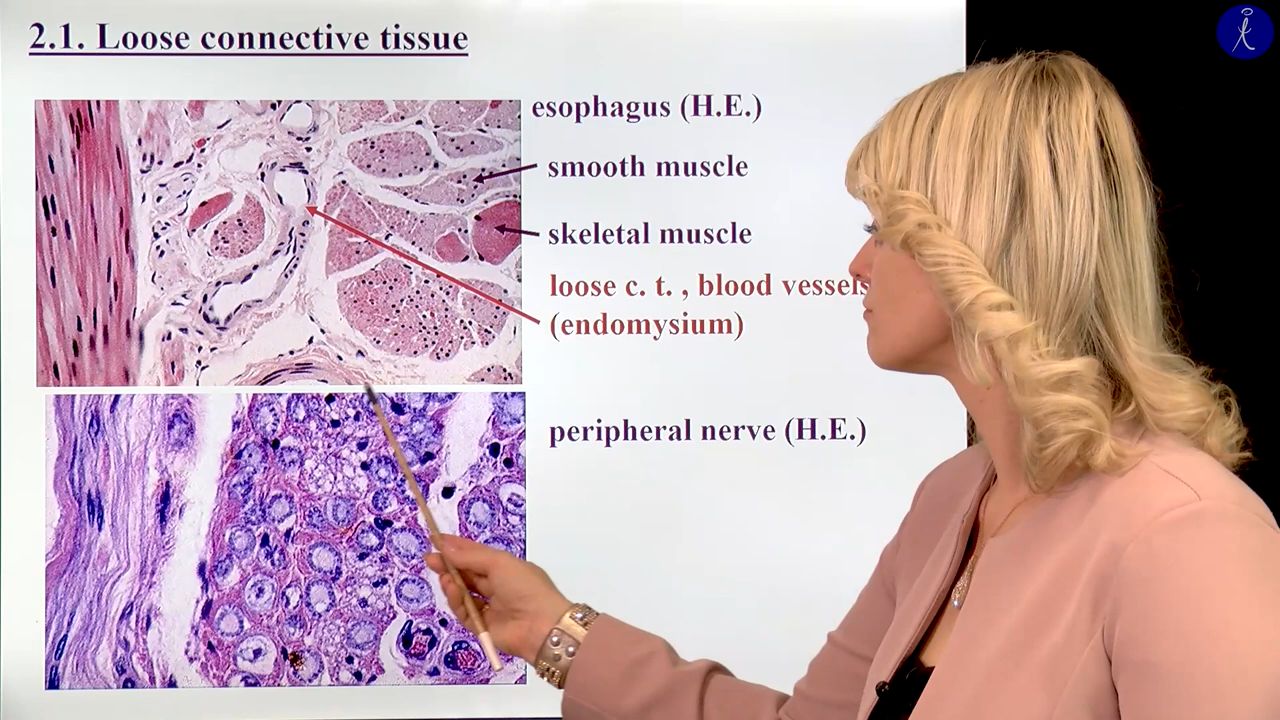 2.1. Loose connective tissue
esophagus (H.E.)
smooth muscle
skeletal muscle
loose c. t. , blood vessels
(endomysium)
peripheral nerve (H.E.)